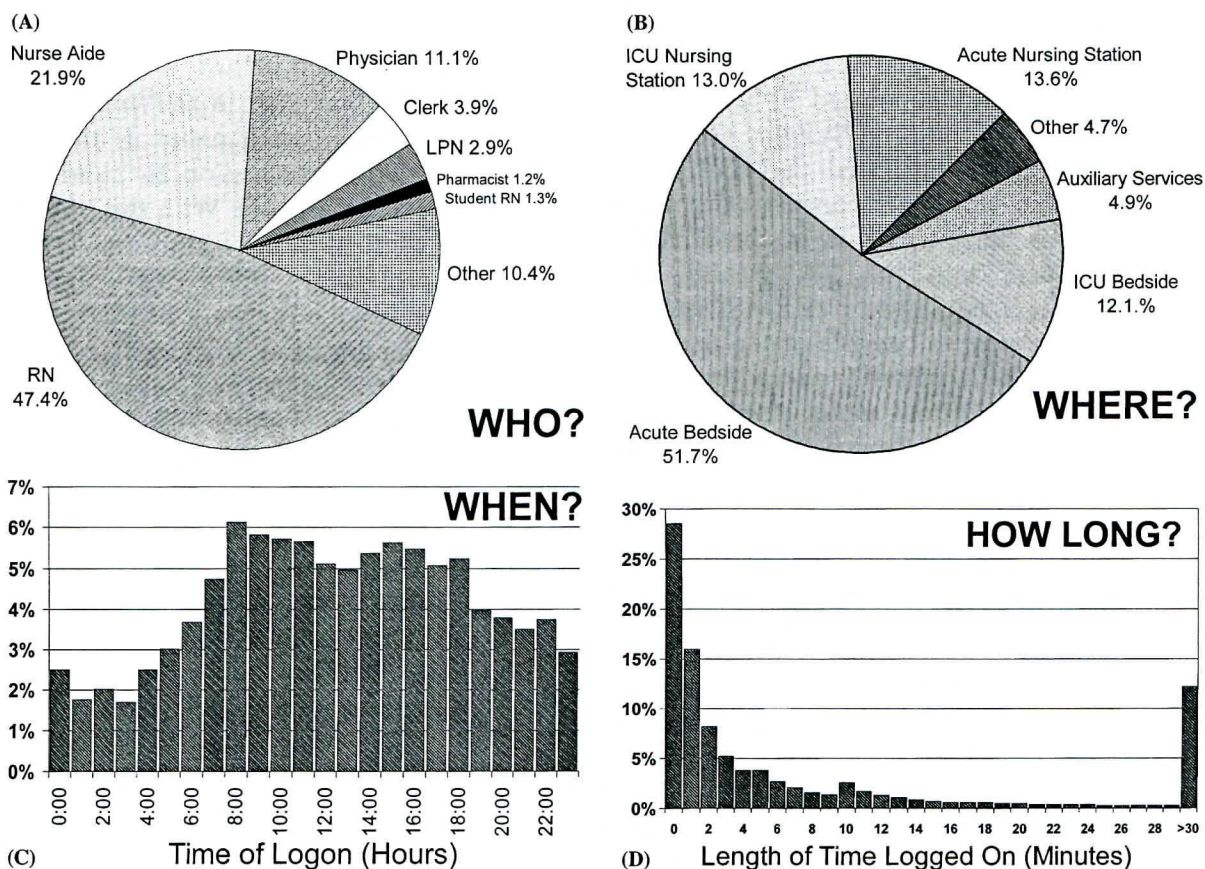 (A)
Nurse Aide
21.9%
Physician 11.1%
Clerk 3.9%
LPN 2.9%
Pharmacist 1.2%
Student RN 1.3%
Other 10.4%
RN
47.4%
WHO?
(B)
ICU Nursing
Station 13.0%
Acute Nursing Station
13.6%
Other 4.7%
Auxiliary Services
4.9%
ICU Bedside
12.1.%
Acute Bedside
51.7%
WHERE?
WHEN?
7%
6%
5%
4%
3%
2%
1%
0%
0:00
2:00
4:00
6:00
8:00
10:00
12:00
14:00
16:00
18:00
20:00
22:00
(C)
Time of Logon (Hours)
HOW LONG?
30%
25%
20%
15%
10%
5%
0%
0 2 4 6 8 10 12 14 16 18 20 22 24 26 28 >30
(D)
Length of Time Logged On (Minutes)